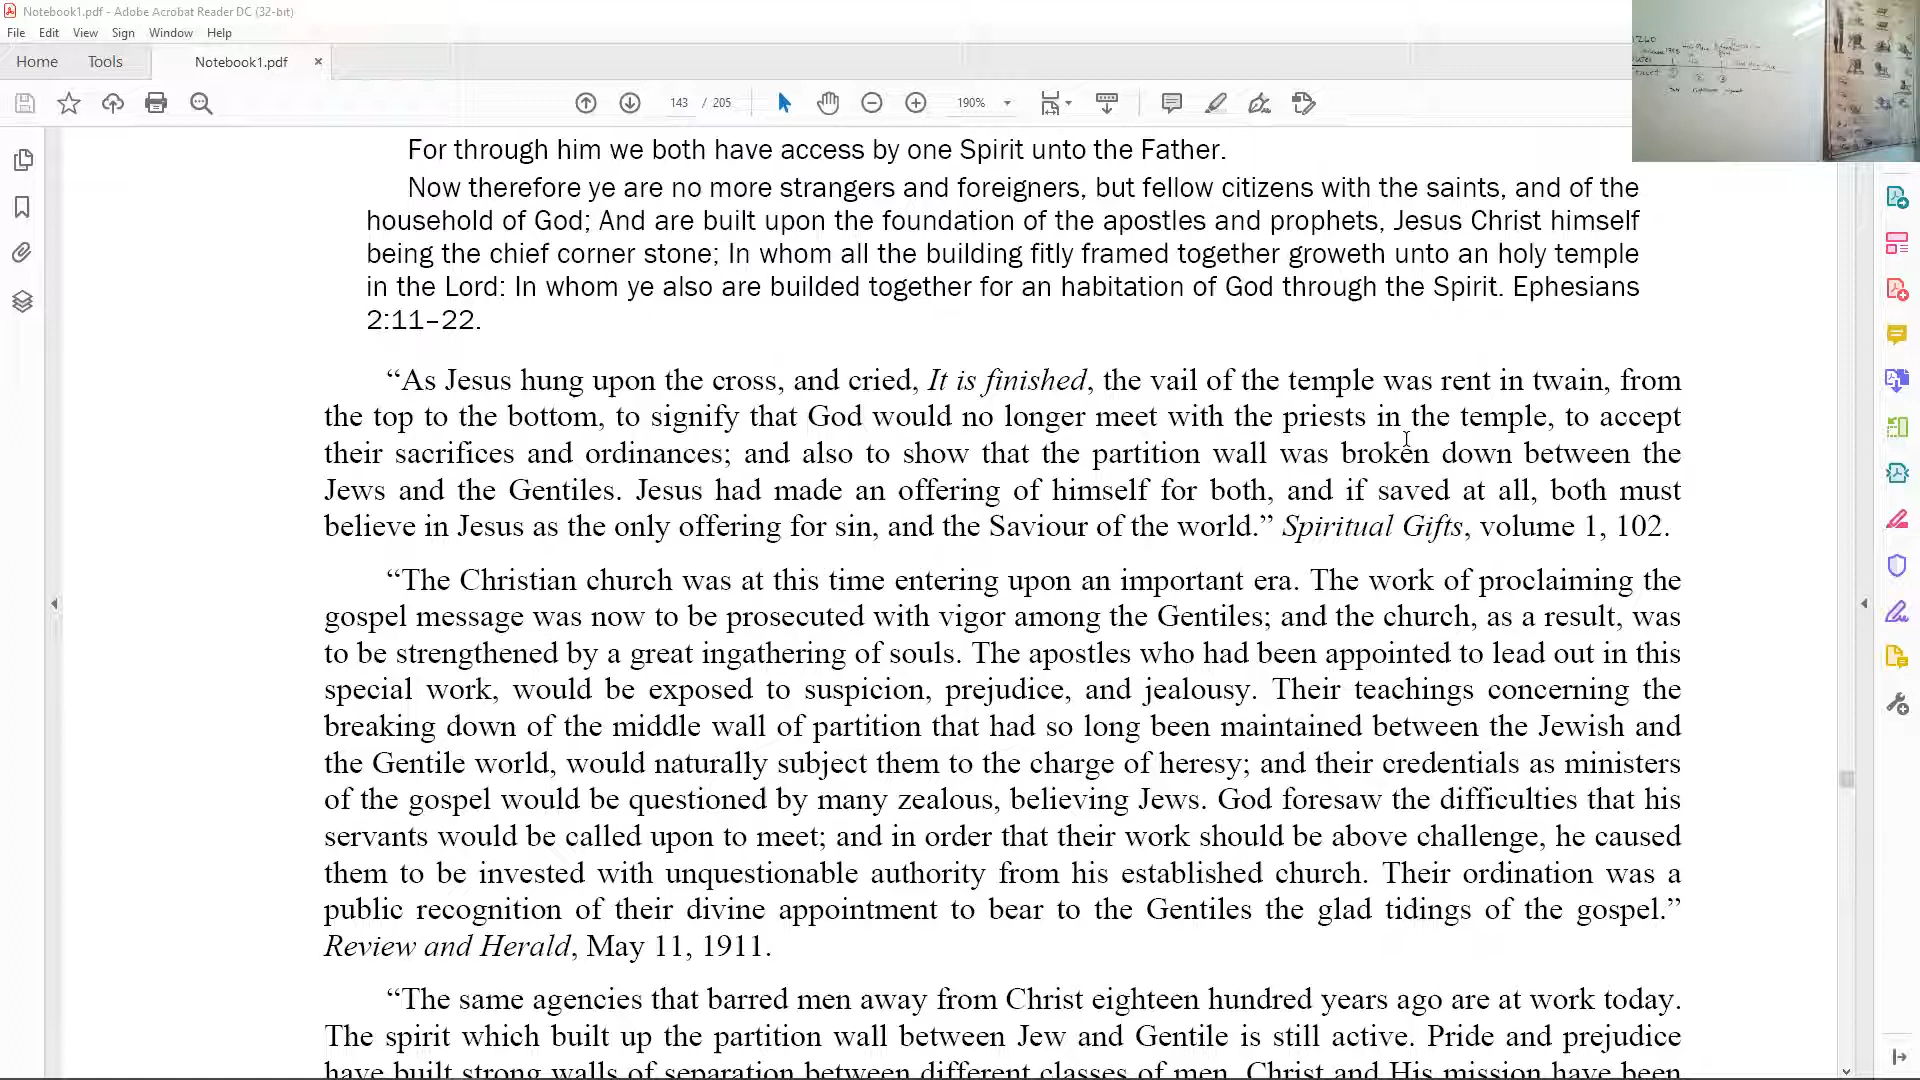 Notebook1.pdf - Adobe Acrobat Reader DC (32-bit)
File Edit View Sign Window Help
Home Tools Notebook1.pdf ×
143 / 205 190%
For through him we both have access by one Spirit unto the Father.
Now therefore ye are no more strangers and foreigners, but fellow citizens with the saints, and of the
household of God; And are built upon the foundation of the apostles and prophets, Jesus Christ himself
being the chief corner stone; In whom all the building fitly framed together groweth unto an holy temple
in the Lord: In whom ye also are builded together for an habitation of God through the Spirit. Ephesians
2:11–22.
“As Jesus hung upon the cross, and cried, It is finished, the vail of the temple was rent in twain, from
the top to the bottom, to signify that God would no longer meet with the priests in the temple, to accept
their sacrifices and ordinances; and also to show that the partition wall was broken down between the
Jews and the Gentiles. Jesus had made an offering of himself for both, and if saved at all, both must
believe in Jesus as the only offering for sin, and the Saviour of the world.” Spiritual Gifts, volume 1, 102.
“The Christian church was at this time entering upon an important era. The work of proclaiming the
gospel message was now to be prosecuted with vigor among the Gentiles; and the church, as a result, was
to be strengthened by a great ingathering of souls. The apostles who had been appointed to lead out in this
special work, would be exposed to suspicion, prejudice, and jealousy. Their teachings concerning the
breaking down of the middle wall of partition that had so long been maintained between the Jewish and
the Gentile world, would naturally subject them to the charge of heresy; and their credentials as ministers
of the gospel would be questioned by many zealous, believing Jews. God foresaw the difficulties that his
servants would be called upon to meet; and in order that their work should be above challenge, he caused
them to be invested with unquestionable authority from his established church. Their ordination was a
public recognition of their divine appointment to bear to the Gentiles the glad tidings of the gospel.”
Review and Herald, May 11, 1911.
“The same agencies that barred men away from Christ eighteen hundred years ago are at work today.
The spirit which built up the partition wall between Jew and Gentile is still active. Pride and prejudice
have built strong walls of separation between different classes of men. Christ and His mission have been